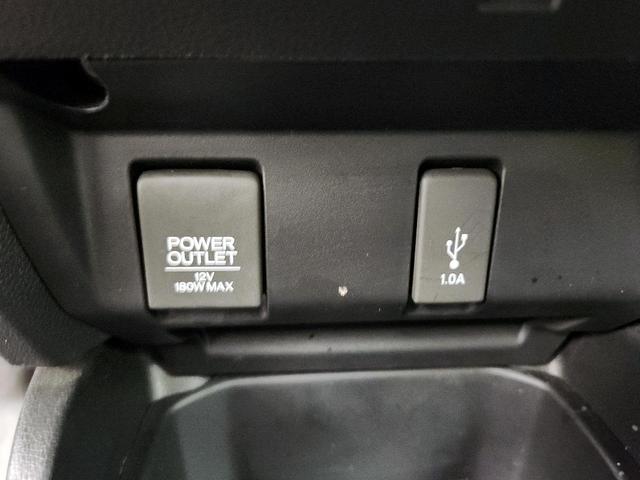 POWER
OUTLET
12V
180W MAX
1.0A